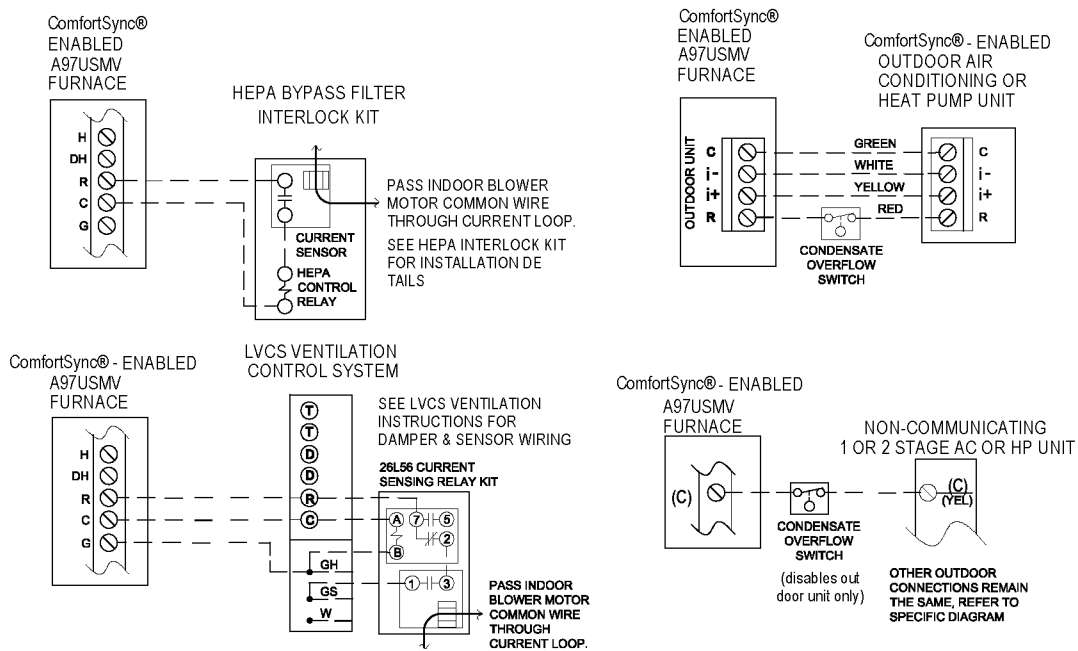 ComfortSync®
ENABLED
A97USMV
FURNACE
H
DH
R
C
G
HEPA BYPASS FILTER
INTERLOCK KIT
CURRENT
SENSOR
HEPA
CONTROL
RELAY
PASS INDOOR BLOWER
MOTOR COMMON WIRE
THROUGH CURRENT LOOP.
SEE HEPA INTERLOCK KIT
FOR INSTALLATION DE
TAILS
ComfortSync®
ENABLED
A97USMV
FURNACE
OUTDOOR UNIT
C
i-
i+
R
GREEN
WHITE
YELLOW
RED
CONDENSATE
OVERFLOW
SWITCH
ComfortSync® - ENABLED
OUTDOOR AIR
CONDITIONING OR
HEAT PUMP UNIT
C
i-
i+
R
ComfortSync® - ENABLED
A97USMV
FURNACE
H
DH
R
C
G
LVCS VENTILATION
CONTROL SYSTEM
T
T
D
D
R
C
GH
GS
W
SEE LVCS VENTILATION
INSTRUCTIONS FOR
DAMPER & SENSOR WIRING
26L56 CURRENT
SENSING RELAY KIT
A 7 5
2
B
1 3
PASS INDOOR
BLOWER MOTOR
COMMON WIRE
THROUGH
CURRENT LOOP.
ComfortSync® - ENABLED
A97USMV
FURNACE
(C)
CONDENSATE
OVERFLOW
SWITCH
(disables out
door unit only)
NON-COMMUNICATING
1 OR 2 STAGE AC OR HP UNIT
(C)
(YEL)
OTHER OUTDOOR
CONNECTIONS REMAIN
THE SAME, REFER TO
SPECIFIC DIAGRAM